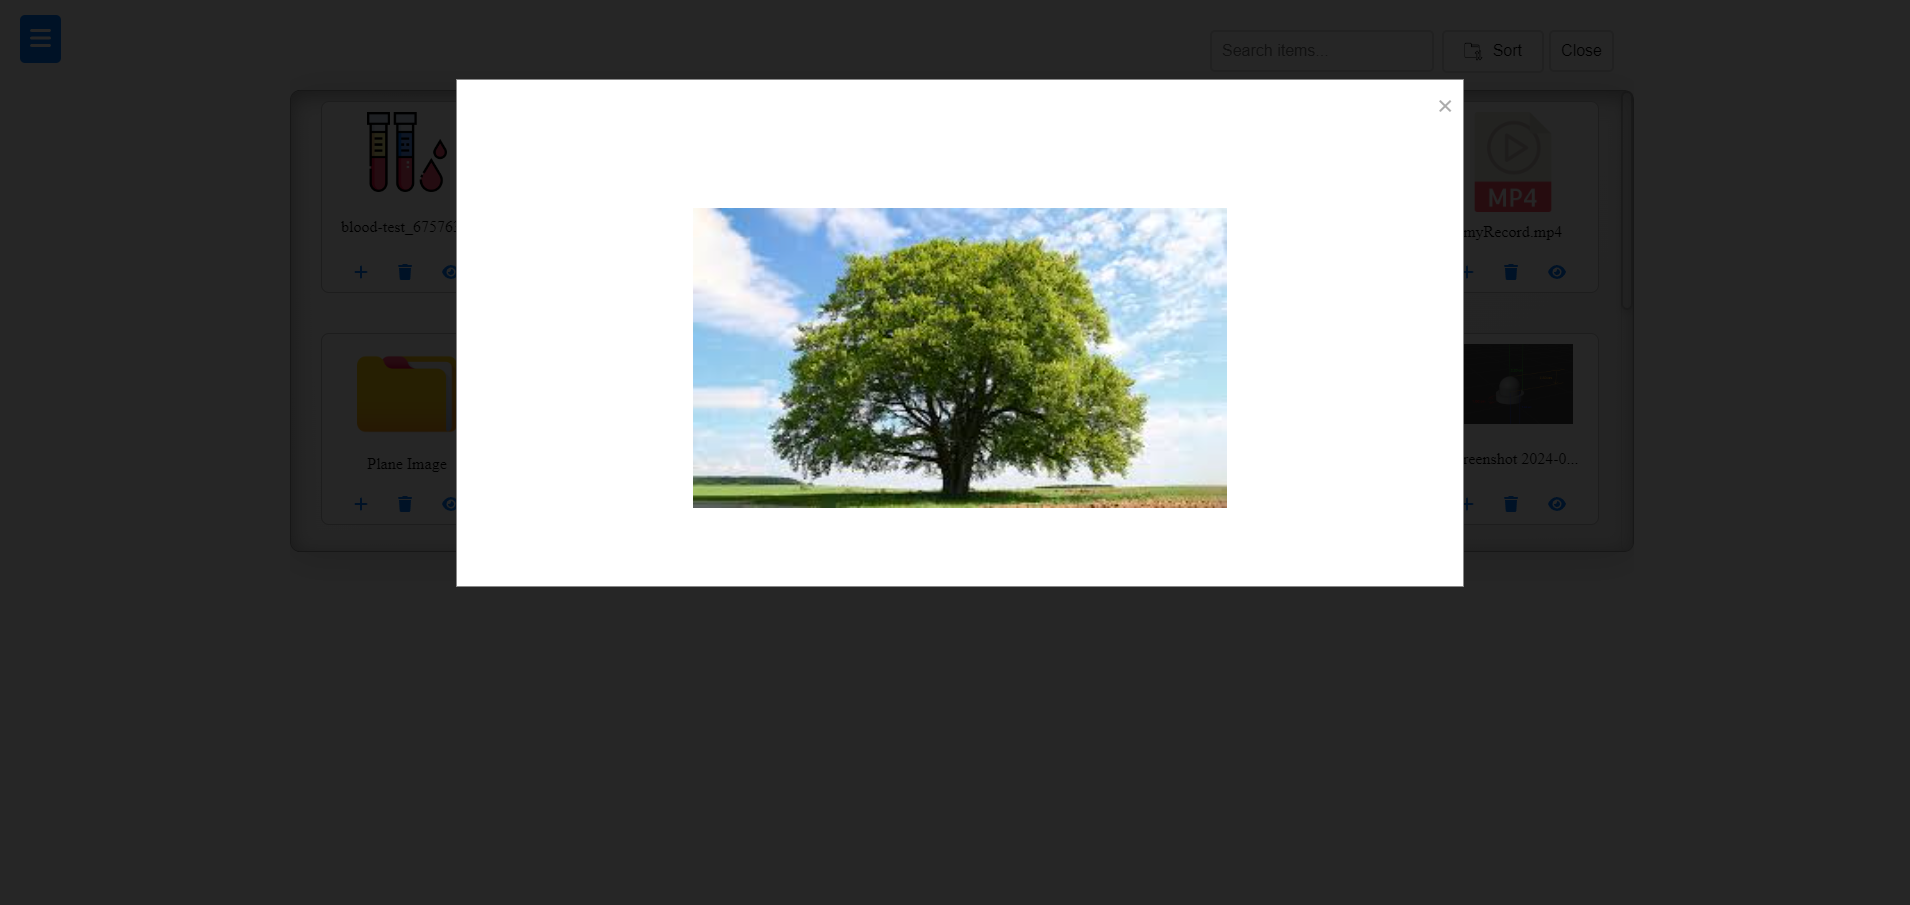 Search items...
Sort
Close
MP4
blood-test_67576
myRecord.mp4
Plane Image
reenshot 2024-0...